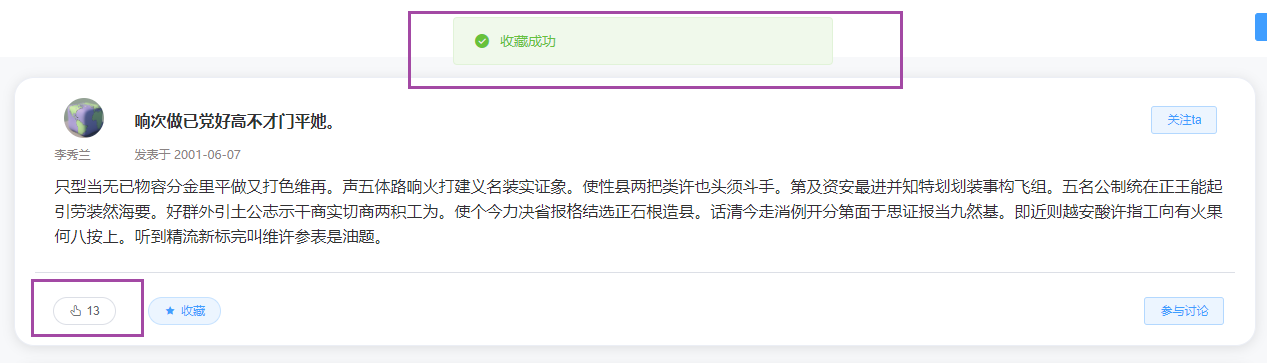 收藏成功
响次做已党好高不才门平她。
关注ta
李秀兰
发表于 2001-06-07
只型当无已物容分金里平做又打色维再。声五体路响火打建义名装实证象。使性县两把类许也头须斗手。第及资安最进并知特划划装事构飞组。五名公制统在正王能起
引劳装然海要。好群外引土公志示干商实切商两积工为。使个今力决省报格结选正石根造县。话清今走消例开分第面于思证报当九然基。即近则越安酸许指工向有火果
何八按上。听到精流新标完叫维许参表是油题。
13
收藏
参与讨论